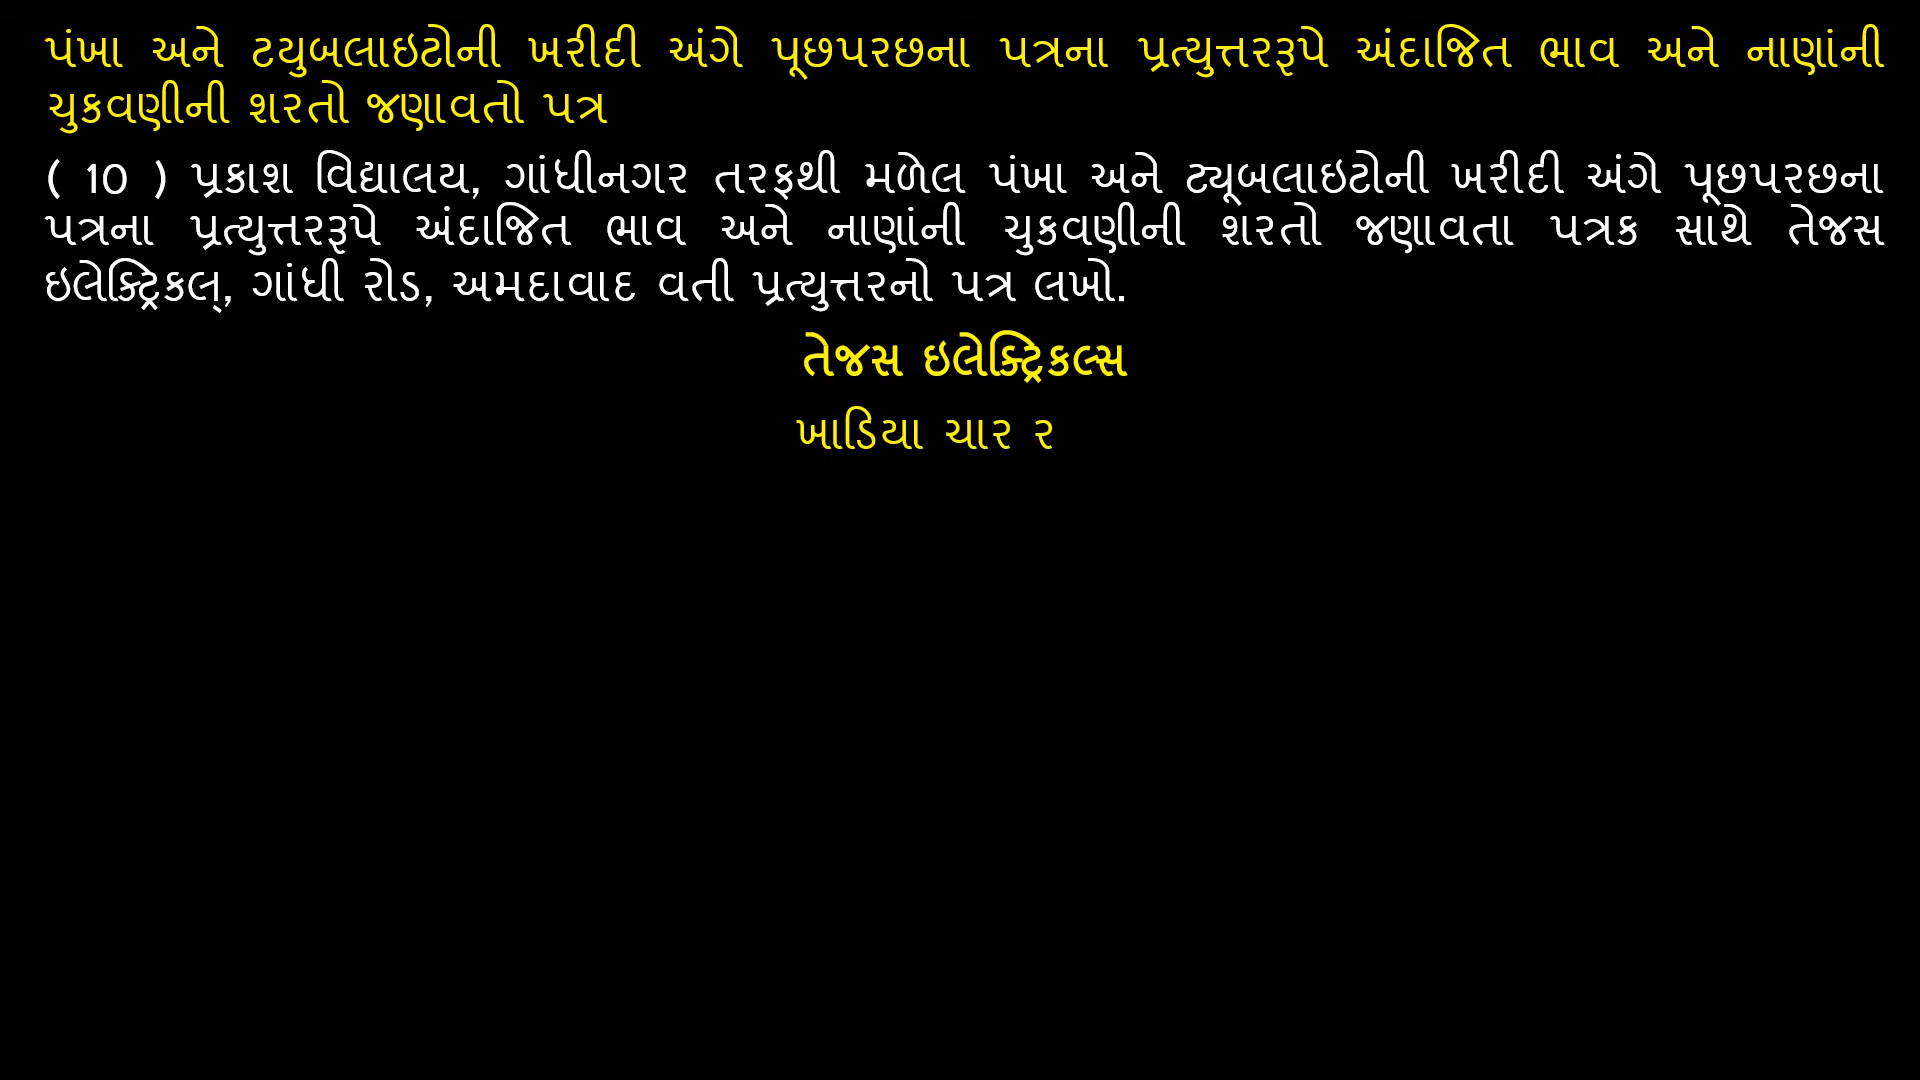 પંખા અને ટયુબલાઇટોની ખરીદી અંગે પૂછપરછના પત્રના પ્રત્યુત્તરરૂપે અંદાજિત ભાવ અને નાણાંની
ચુકવણીની શરતો જણાવતો પત્ર
( 10 ) પ્રકાશ વિદ્યાલય, ગાંધીનગર તરફથી મળેલ પંખા અને ટ્યૂબલાઇટોની ખરીદી અંગે પૂછપરછના
પત્રના પ્રત્યુત્તરરૂપે અંદાજિત ભાવ અને નાણાંની ચુકવણીની શરતો જણાવતા પત્રક સાથે તેજસ
ઇલેક્ટ્રિકલ્, ગાંધી રોડ, અમદાવાદ વતી પ્રત્યુત્તરનો પત્ર લખો.
તેજસ ઇલેક્ટ્રિકલ્સ
ખાડિયા ચાર ર